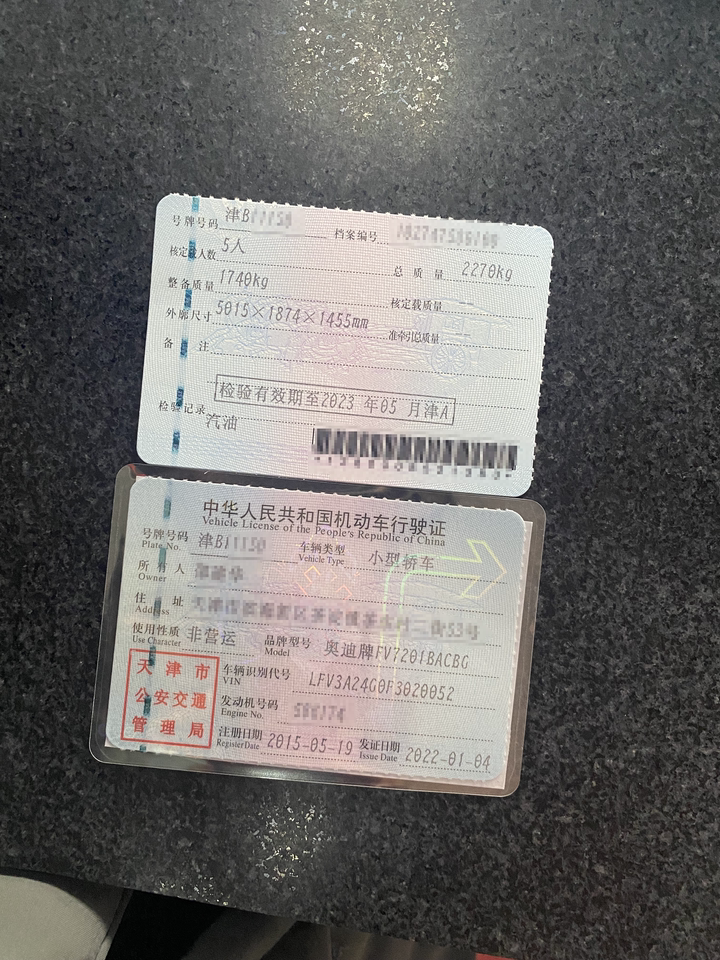 号牌号码 津B 档案编号
核定载人数 5人 总质量 2270kg
整备质量 1740kg 核定载质量 --
外廓尺寸 5015×1874×1455mm 准牵引总质量 --
备注
检验有效期至2023 年05 月津A
检验记录
汽油
中华人民共和国机动车行驶证
Vehicle License of the People's Republic of China
号牌号码 津B 车辆类型 小型轿车
Plate No. Vehicle Type
所有人
Owner
住址
Address
使用性质 非营运 品牌型号 奥迪牌FV7201BACBG
Use Character Model
天津市
公安交通
管理局
车辆识别代号 LFV3A24G0F3020052
VIN
发动机号码
Engine No.
注册日期 2015-05-19 发证日期 2022-01-04
Register Date Issue Date